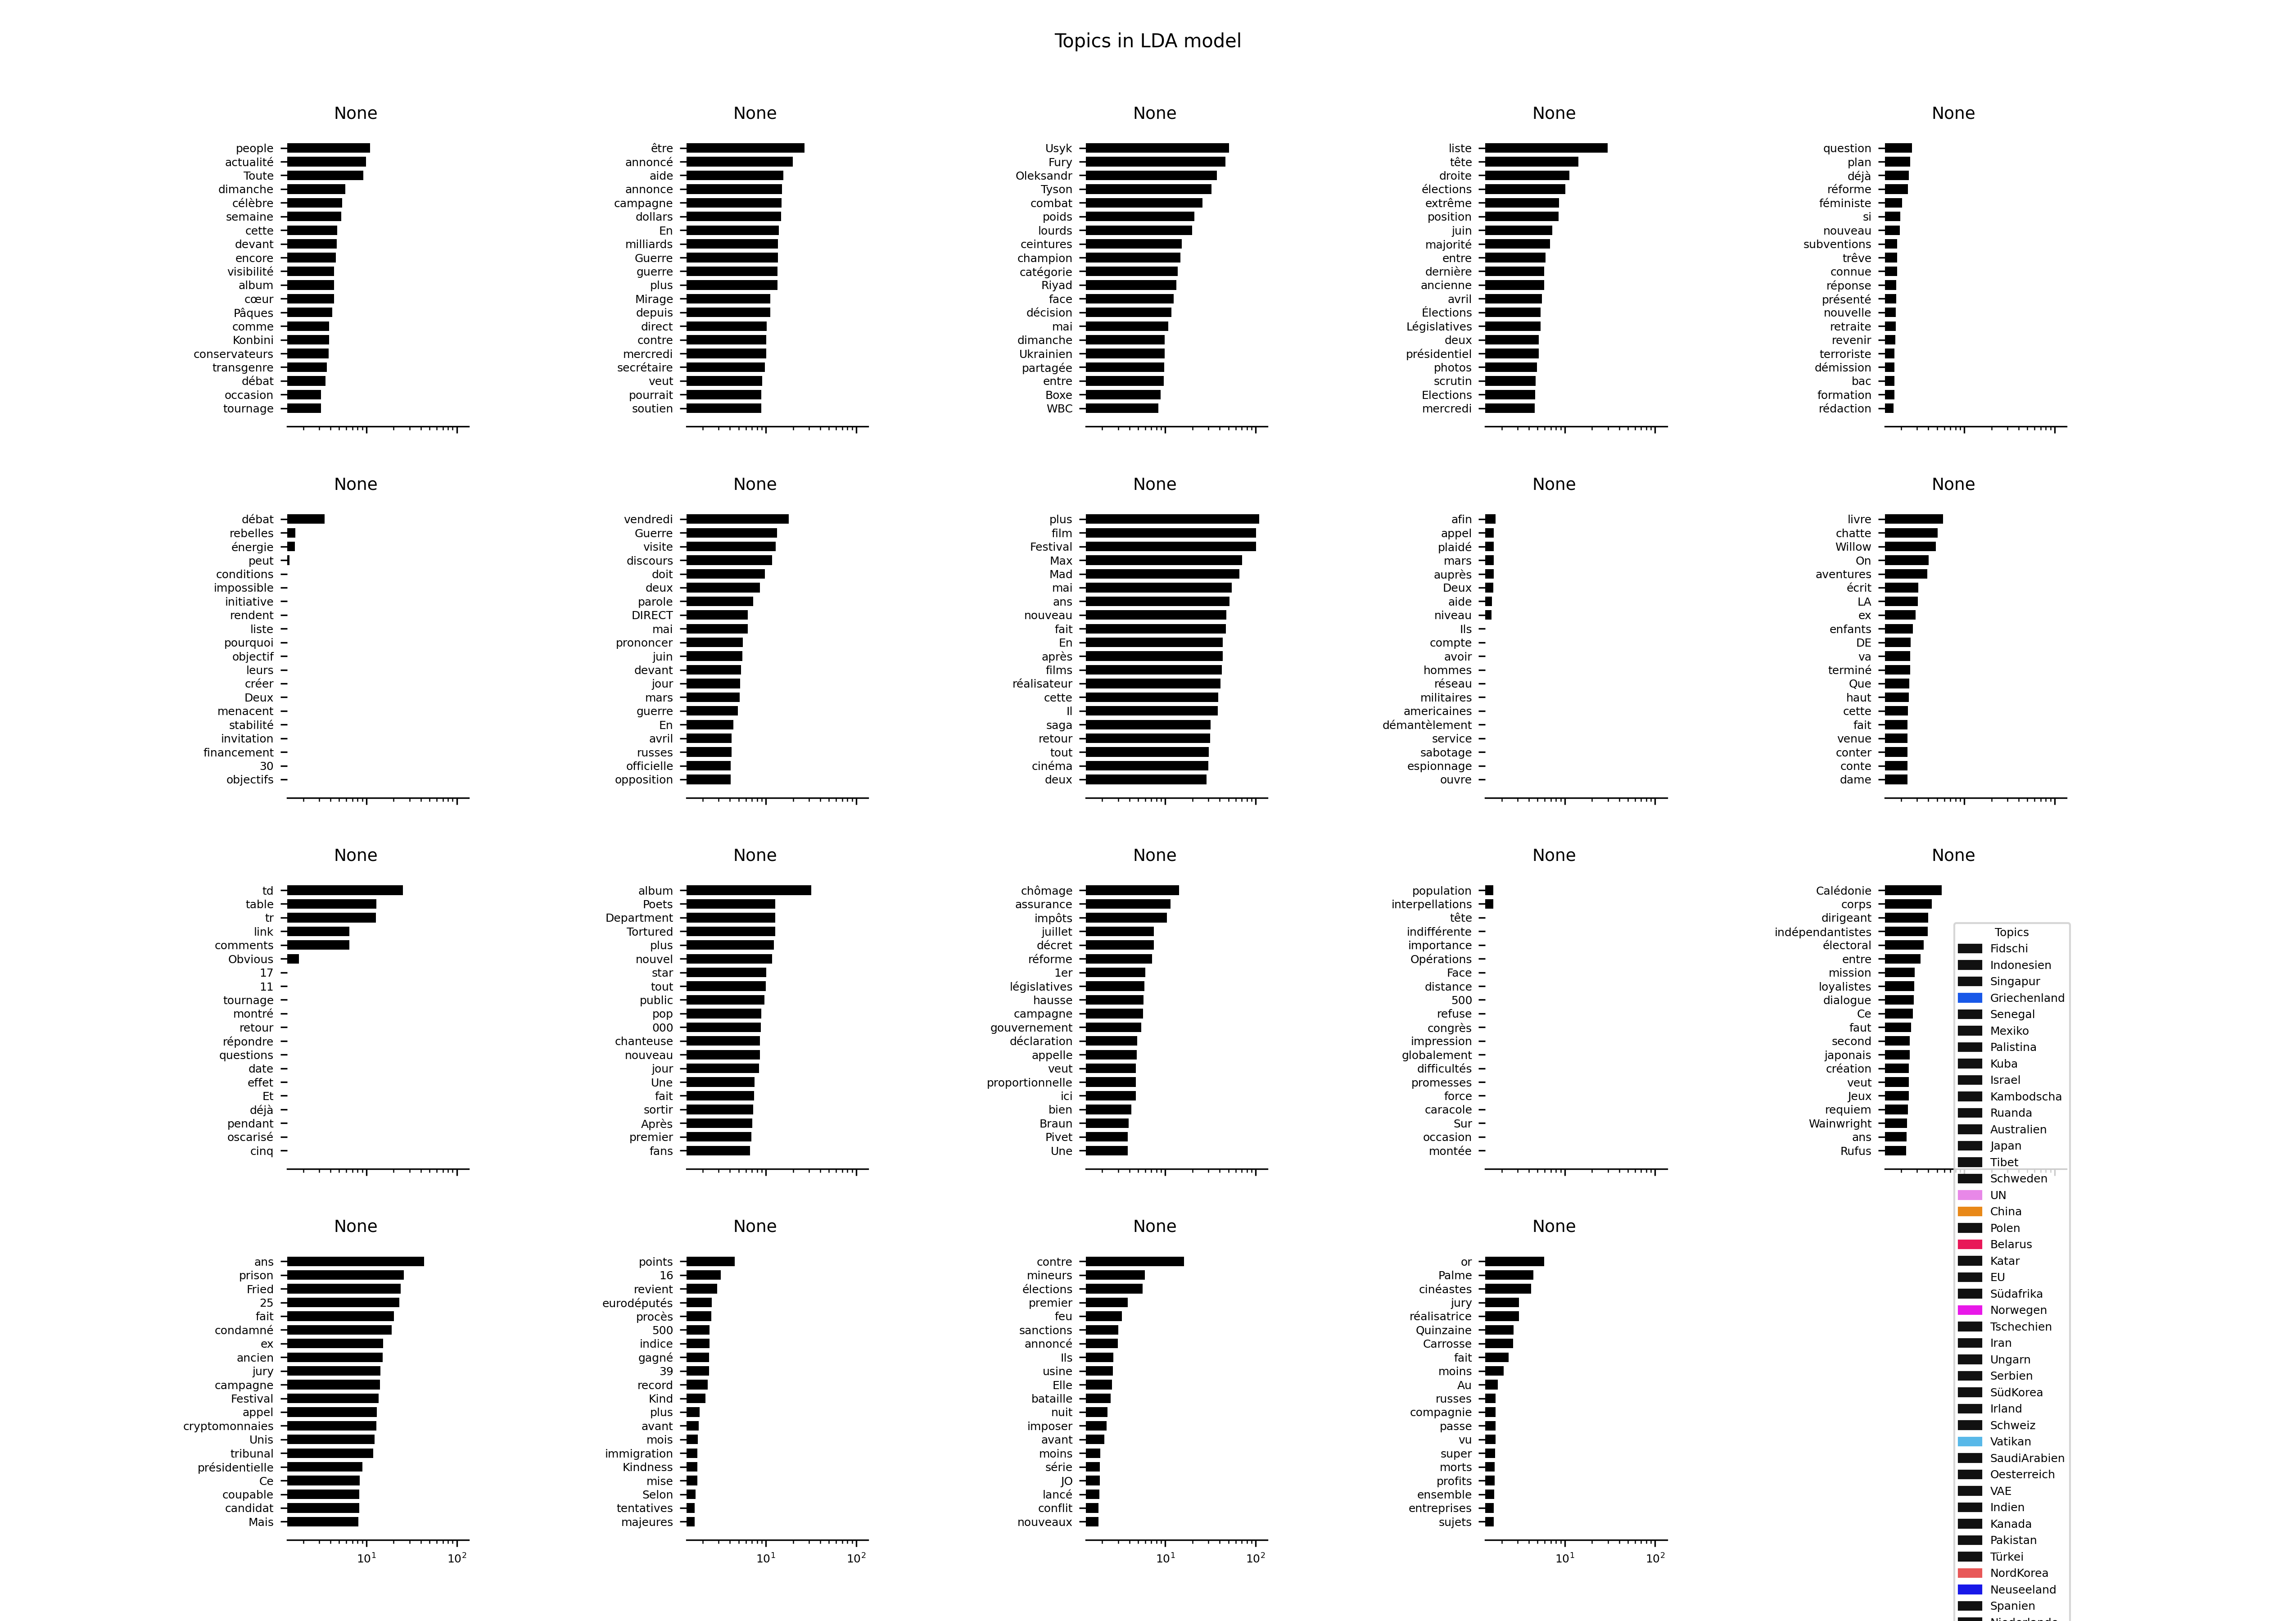 Topics in LDA model
None
people
actualité
Toute
dimanche
célèbre
semaine
cette
devant
encore
visibilité
album
cœur
Pâques
comme
Konbini
conservateurs
transgenre
débat
occasion
tournage
None
être
annoncé
aide
annonce
campagne
dollars
En
milliards
Guerre
guerre
plus
Mirage
depuis
direct
contre
mercredi
secrétaire
veut
pourrait
soutien
None
Usyk
Fury
Oleksandr
Tyson
combat
poids
lourds
ceintures
champion
catégorie
Riyad
face
décision
mai
dimanche
Ukrainien
partagée
entre
Boxe
WBC
None
liste
tête
droite
élections
extrême
position
juin
majorité
entre
dernière
ancienne
avril
Élections
Législatives
deux
présidentiel
photos
scrutin
Elections
mercredi
None
question
plan
déjà
réforme
féministe
si
nouveau
subventions
trêve
connue
réponse
présenté
nouvelle
retraite
revenir
terroriste
démission
bac
formation
rédaction
None
débat
rebelles
énergie
peut
conditions
impossible
initiative
rendent
liste
pourquoi
objectif
leurs
créer
Deux
menacent
stabilité
invitation
financement
30
objectifs
None
vendredi
Guerre
visite
discours
doit
deux
parole
DIRECT
mai
prononcer
juin
devant
jour
mars
guerre
En
avril
russes
officielle
opposition
None
plus
film
Festival
Max
Mad
mai
ans
nouveau
fait
En
après
films
réalisateur
cette
Il
saga
retour
tout
cinéma
deux
None
afin
appel
plaidé
mars
auprès
Deux
aide
niveau
Ils
compte
avoir
hommes
réseau
militaires
americaines
démantèlement
service
sabotage
espionnage
ouvre
None
livre
chatte
Willow
On
aventures
écrit
LA
ex
enfants
DE
va
terminé
Que
haut
cette
fait
venue
conter
conte
dame
None
td
table
tr
link
comments
Obvious
17
11
tournage
montré
retour
répondre
questions
date
effet
Et
déjà
pendant
oscarisé
cinq
None
album
Poets
Department
Tortured
plus
nouvel
star
tout
public
pop
000
chanteuse
nouveau
jour
Une
fait
sortir
Après
premier
fans
None
chômage
assurance
impôts
juillet
décret
réforme
1er
législatives
hausse
campagne
gouvernement
déclaration
appelle
veut
proportionnelle
ici
bien
Braun
Pivet
Une
None
population
interpellations
tête
indifférente
importance
Opérations
Face
distance
500
refuse
congrès
impression
globalement
difficultés
promesses
force
caracole
Sur
occasion
montée
None
Calédonie
corps
dirigeant
indépendantistes
électoral
entre
mission
loyalistes
dialogue
Ce
faut
second
japonais
création
veut
Jeux
requiem
Wainwright
ans
Rufus
None
ans
prison
Fried
25
fait
condamné
ex
ancien
jury
campagne
Festival
appel
cryptomonnaies
Unis
tribunal
présidentielle
Ce
coupable
candidat
Mais
10¹ 10²
None
points
16
revient
eurodéputés
procès
500
indice
gagné
39
record
Kind
plus
avant
mois
immigration
Kindness
mise
Selon
tentatives
majeures
10¹ 10²
None
contre
mineurs
élections
premier
feu
sanctions
annoncé
Ils
usine
Elle
bataille
nuit
imposer
avant
moins
série
JO
lancé
conflit
nouveaux
10¹ 10²
None
or
Palme
cinéastes
jury
réalisatrice
Quinzaine
Carrosse
fait
moins
Au
russes
compagnie
passe
vu
super
morts
profits
ensemble
entreprises
sujets
10¹ 10²
Topics
Fidschi
Indonesien
Singapur
Griechenland
Senegal
Mexiko
Palistina
Kuba
Israel
Kambodscha
Ruanda
Australien
Japan
Tibet
Schweden
UN
China
Polen
Belarus
Katar
EU
Südafrika
Norwegen
Tschechien
Iran
Ungarn
Serbien
SüdKorea
Irland
Schweiz
Vatikan
SaudiArabien
Oesterreich
VAE
Indien
Kanada
Pakistan
Türkei
NordKorea
Neuseeland
Spanien